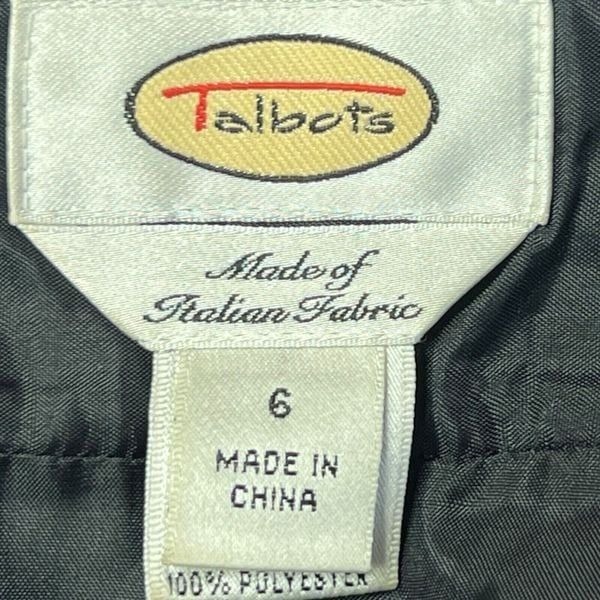 Talbots
Made of
Italian Fabric
6
MADE IN
CHINA
100% POLYESTER